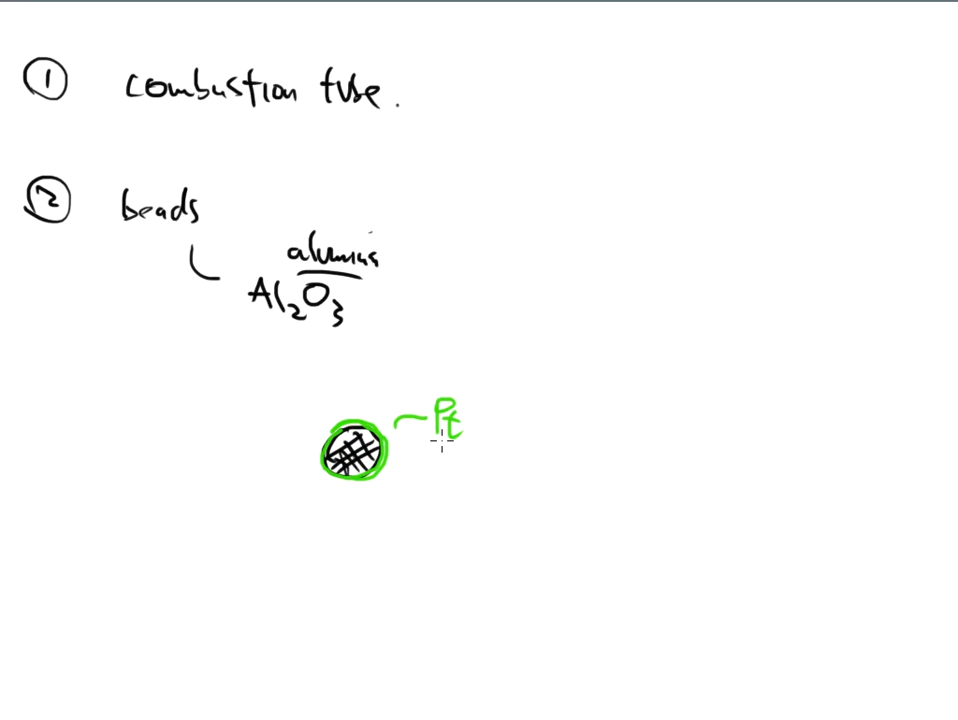 ① combustion tube.
② beads
alumina
Al₂O₃
Pt